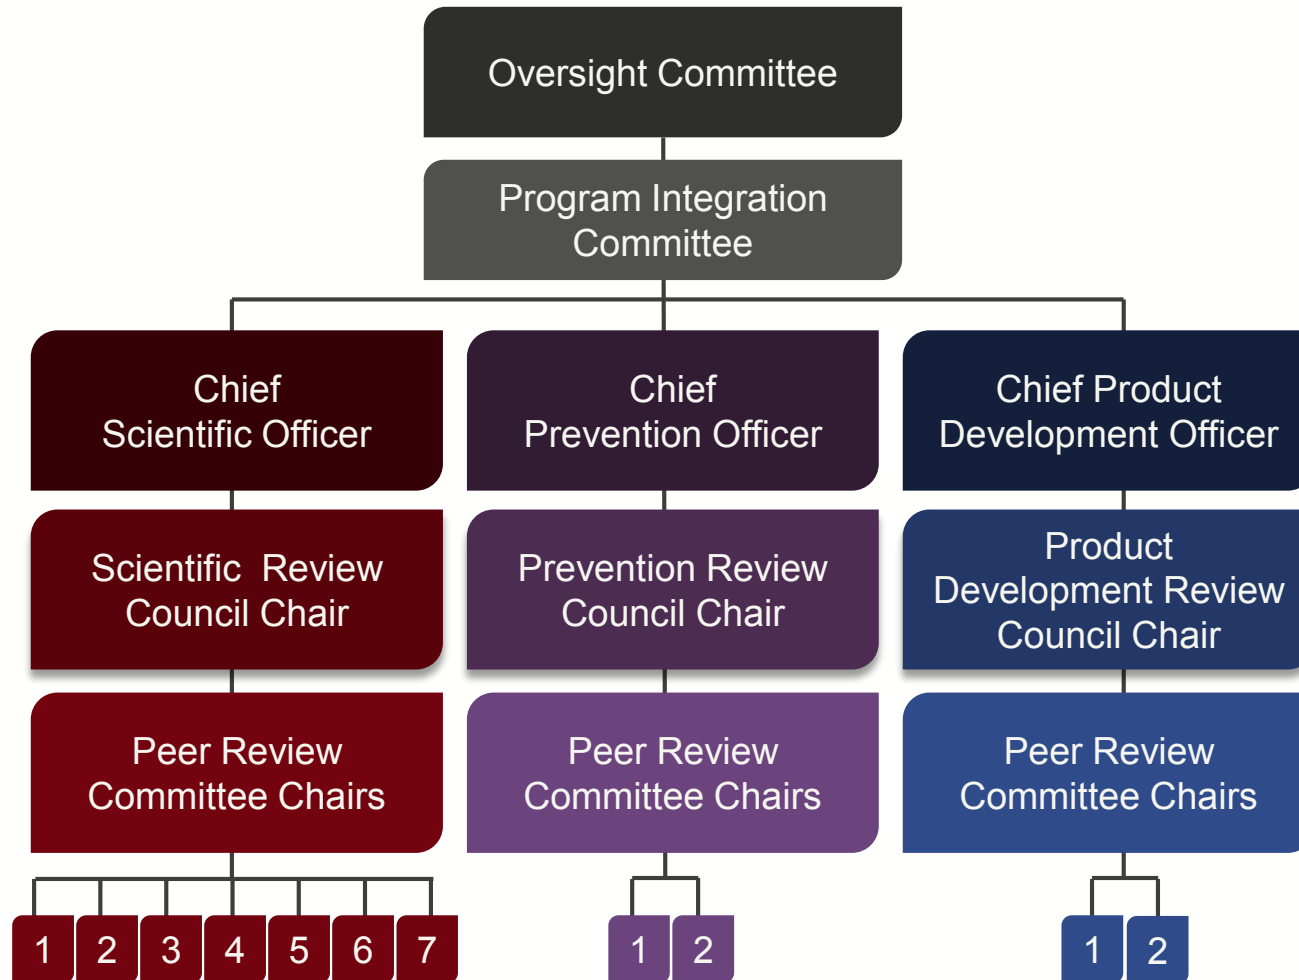 Oversight Committee
Program Integration
Committee
Chief
Scientific Officer
Chief
Prevention Officer
Chief Product
Development Officer
Scientific  Review
Council Chair
Prevention Review
Council Chair
Product
Development Review
Council Chair
Peer Review
Committee Chairs
Peer Review
Committee Chairs
Peer Review
Committee Chairs
1 2 3 4 5 6 7
1 2
1 2